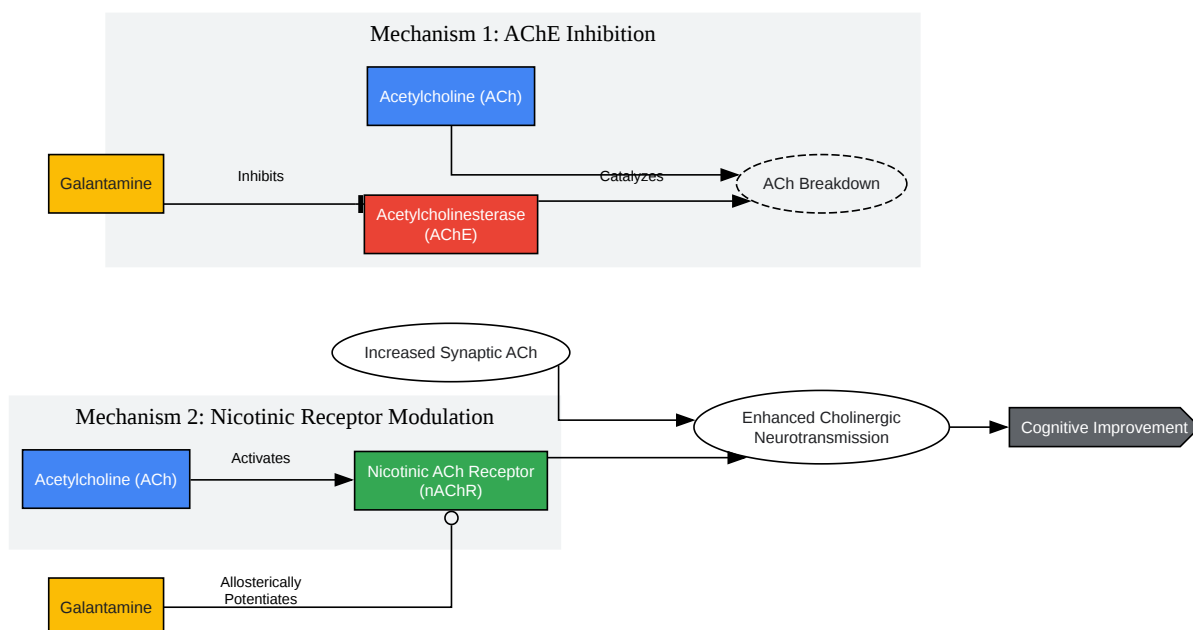 Mechanism 1: AChE Inhibition
Acetylcholine (ACh)
Galantamine
Inhibits
Catalyzes
ACh Breakdown
Acetylcholinesterase
(AChE)
Increased Synaptic ACh
Mechanism 2: Nicotinic Receptor Modulation
Enhanced Cholinergic
Neurotransmission
Cognitive Improvement
Acetylcholine (ACh)
Activates
Nicotinic ACh Receptor
(nAChR)
Galantamine
Allosterically
Potentiates